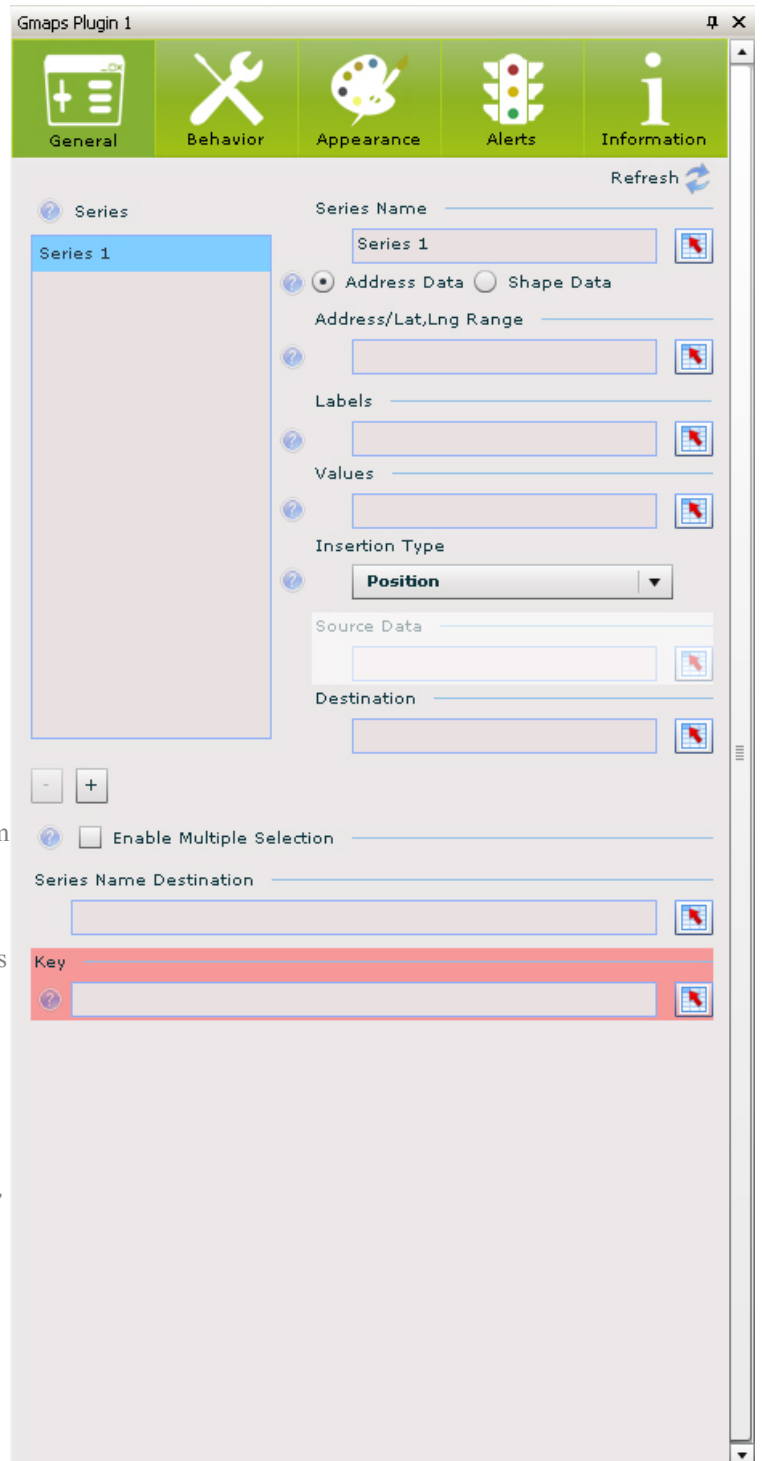 Gmaps Plugin 1
General
Behavior
Appearance
Alerts
Information
Refresh
Series
Series 1
Series Name
Series 1
Address Data
Shape Data
Address/Lat,Lng Range
Labels
Values
Insertion Type
Position
Source Data
Destination
- +
Enable Multiple Selection
Series Name Destination
Key